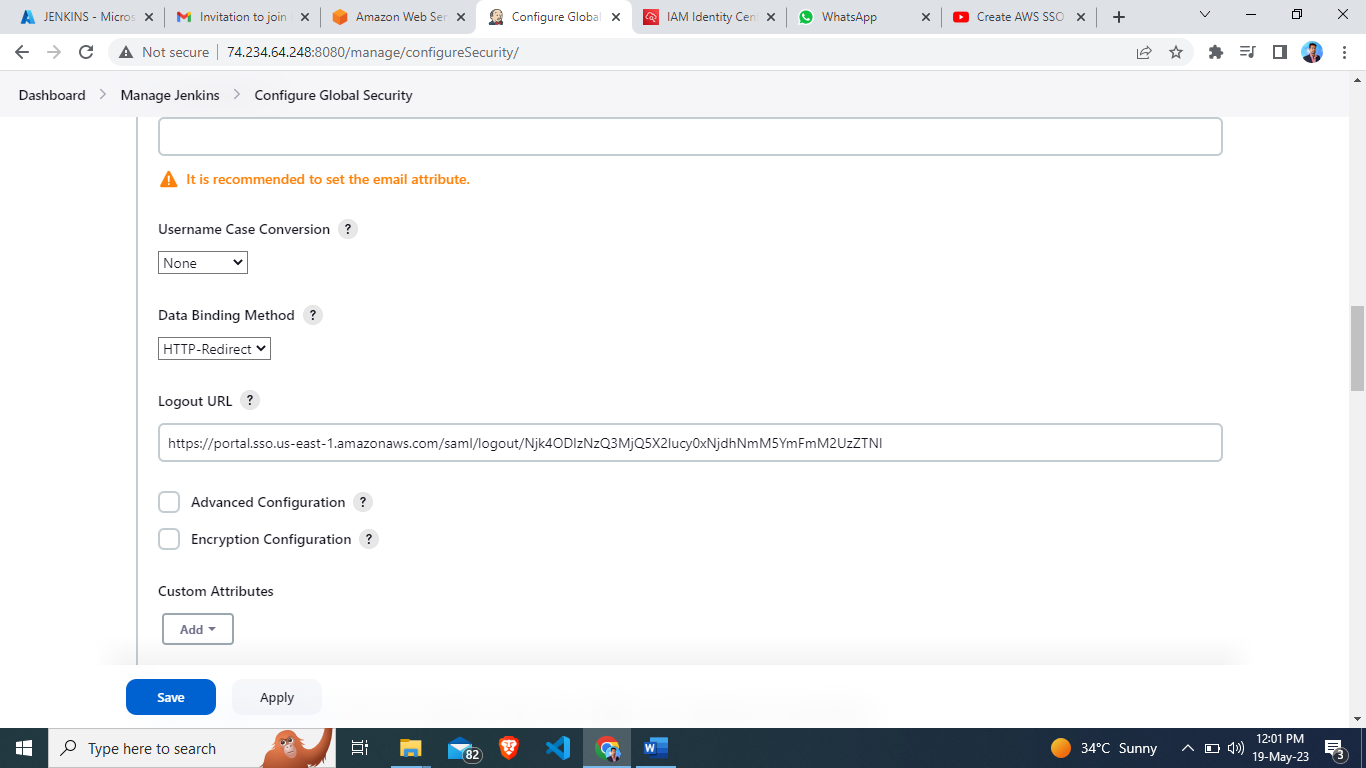 JENKINS - Micros
Invitation to join
Amazon Web Ser
Configure Global
IAM Identity Cen
WhatsApp
Create AWS SSO
Not secure
74.234.64.248:8080/manage/configureSecurity/
Dashboard
Manage Jenkins
Configure Global Security
It is recommended to set the email attribute.
Username Case Conversion ?
None
Data Binding Method ?
HTTP-Redirect
Logout URL ?
https://portal.sso.us-east-1.amazonaws.com/saml/logout/Njk4ODIzNzQ3MjQ5X2lucy0xNjdhNmM5YmFmM2UzZTNl
Advanced Configuration ?
Encryption Configuration ?
Custom Attributes
Add
Save
Apply
Type here to search
82
34°C Sunny
12:01 PM
19-May-23
3